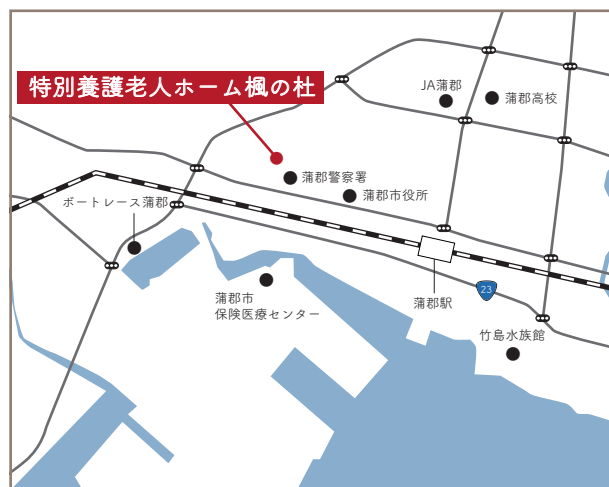 特別養護老人ホーム楓の杜
JA蒲郡
蒲郡高校
蒲郡警察署
蒲郡市役所
ボートレース蒲郡
蒲郡市
保険医療センター
蒲郡駅
23
竹島水族館